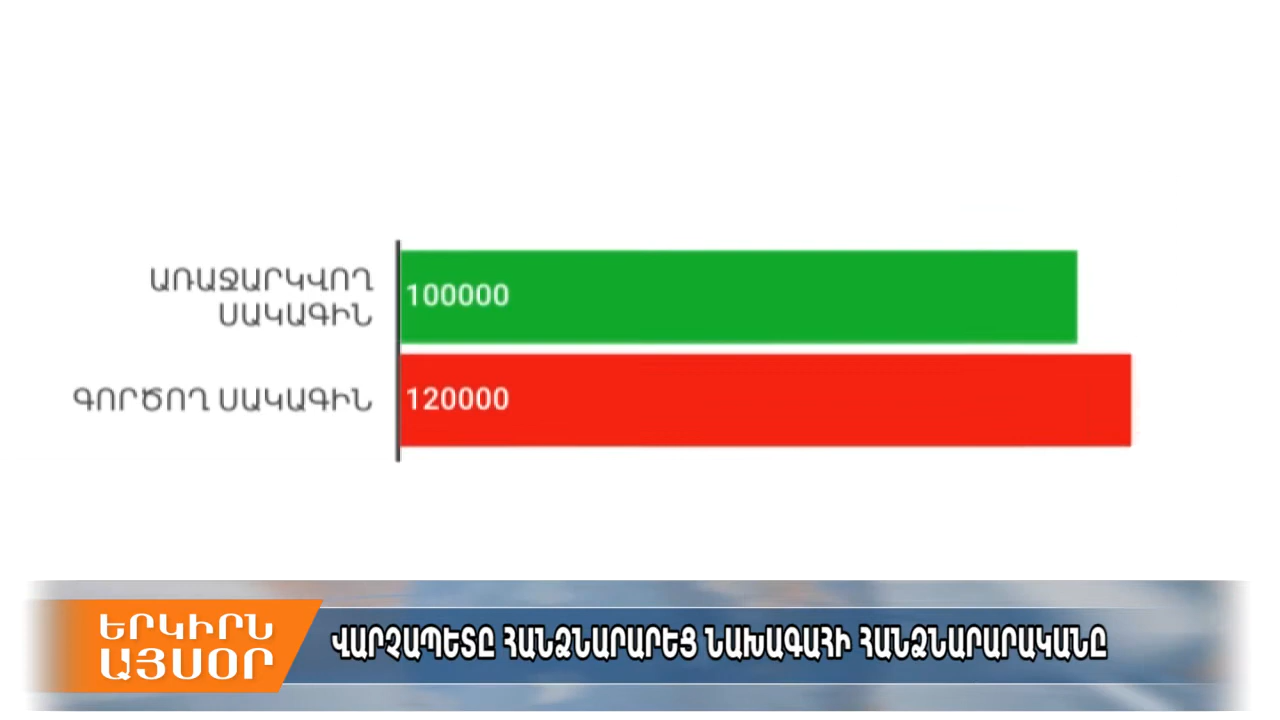 ԱՌԱՋԱՐԿՎՈՂ
ՍԱԿԱԳԻՆ
100000
ԳՈՐԾՈՂ ՍԱԿԱԳԻՆ
120000
ԵՐԿԻՐՆ
ԱՅՍՕՐ
ՎԱՐՉԱՊԵՏԸ ՀԱՆՁՆԱՐԱՐԵՑ ՆԱԽԱԳԱՀԻ ՀԱՆՁՆԱՐԱՐԱԿԱՆԸ